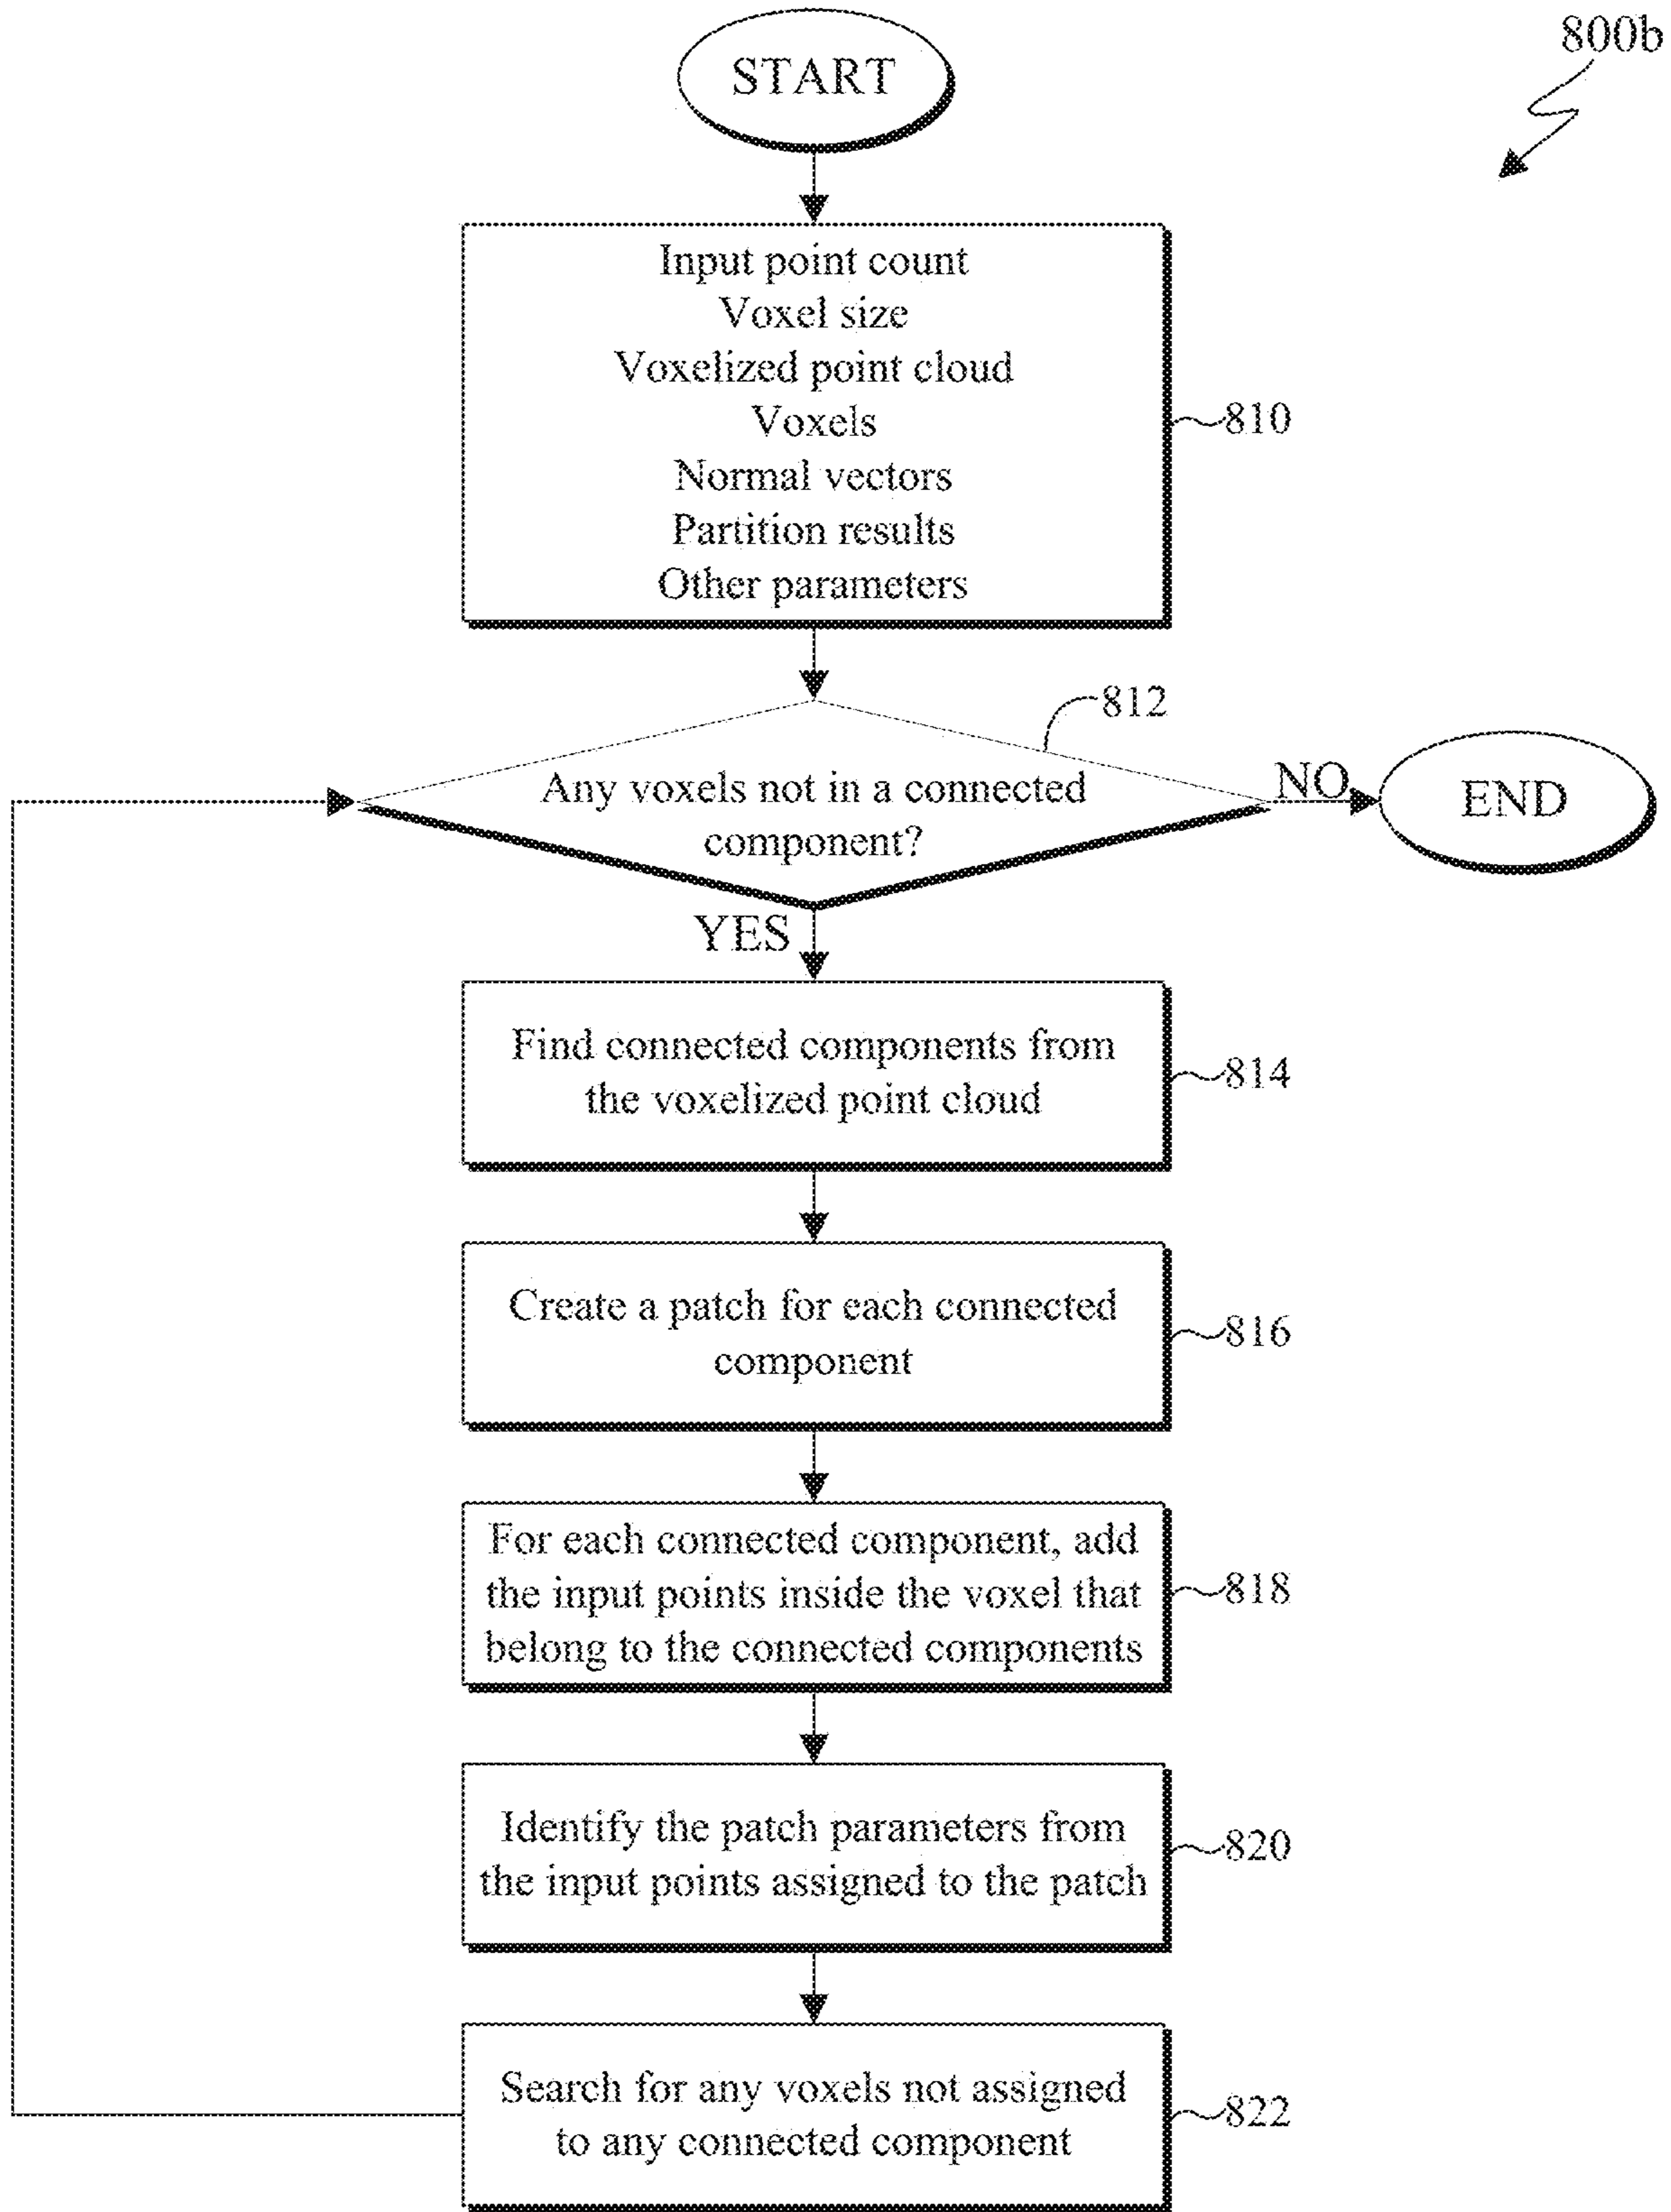 800b
START
Input point count
Voxel size
Voxelized point cloud
Voxels
Normal vectors
Partition results
Other parameters
810
812
Any voxels not in a connected
component?
NO
END
YES
Find connected components from
the voxelized point cloud
814
Create a patch for each connected
component
816
For each connected component, add
the input points inside the voxel that
belong to the connected components
818
Identify the patch parameters from
the input points assigned to the patch
820
Search for any voxels not assigned
to any connected component
822